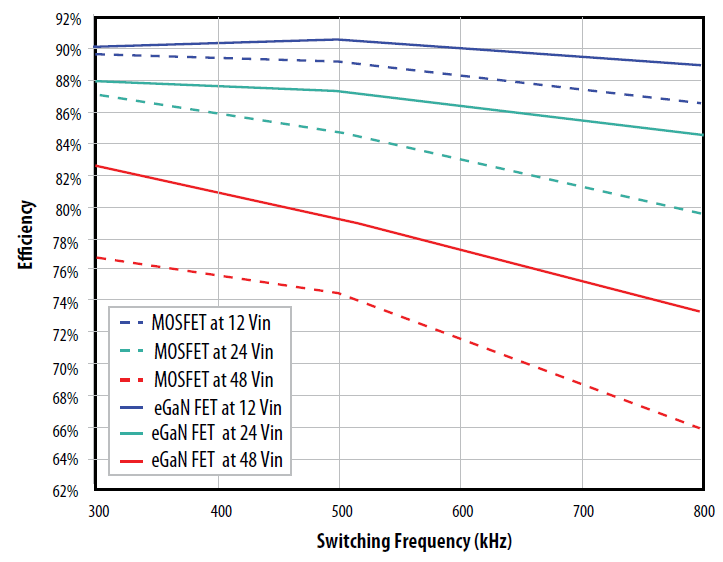 92%
90%
88%
86%
84%
82%
80%
78%
76%
74%
72%
70%
68%
66%
64%
62%
Efficiency
MOSFET at 12 Vin
MOSFET at 24 Vin
MOSFET at 48 Vin
eGaN FET at 12 Vin
eGaN FET at 24 Vin
eGaN FET at 48 Vin
300 400 500 600 700 800
Switching Frequency (kHz)